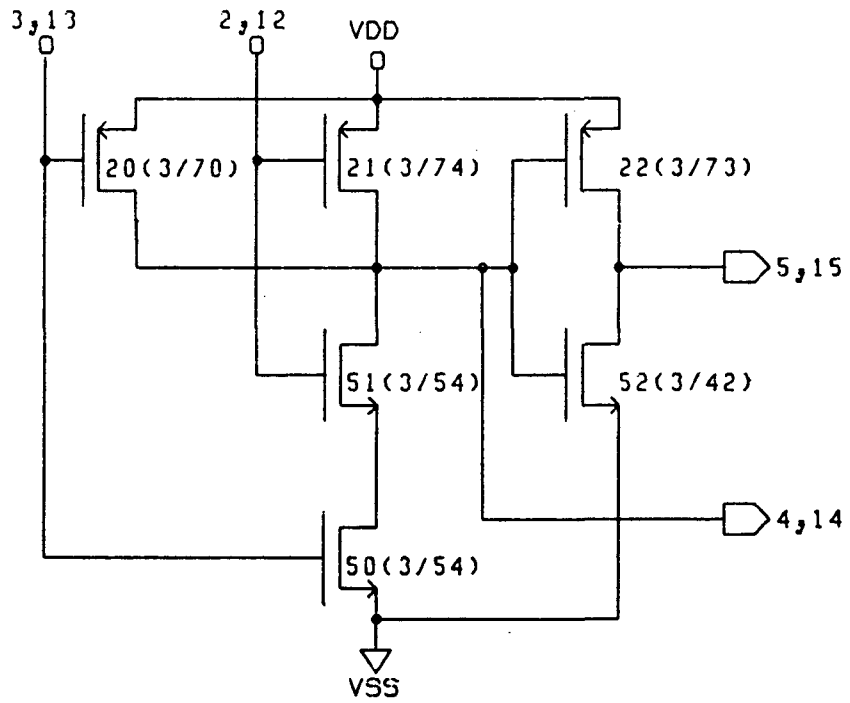 3,13 2,12 VDD
20(3/70) 21(3/74) 22(3/73)
5,15
51(3/54) 52(3/42)
4,14
50(3/54)
VSS